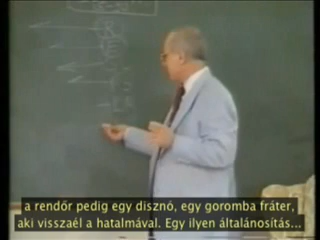 a rendőr pedig egy disznó, egy goromba fráter,
aki visszaél a hatalmával. Egy ilyen általánosítás...